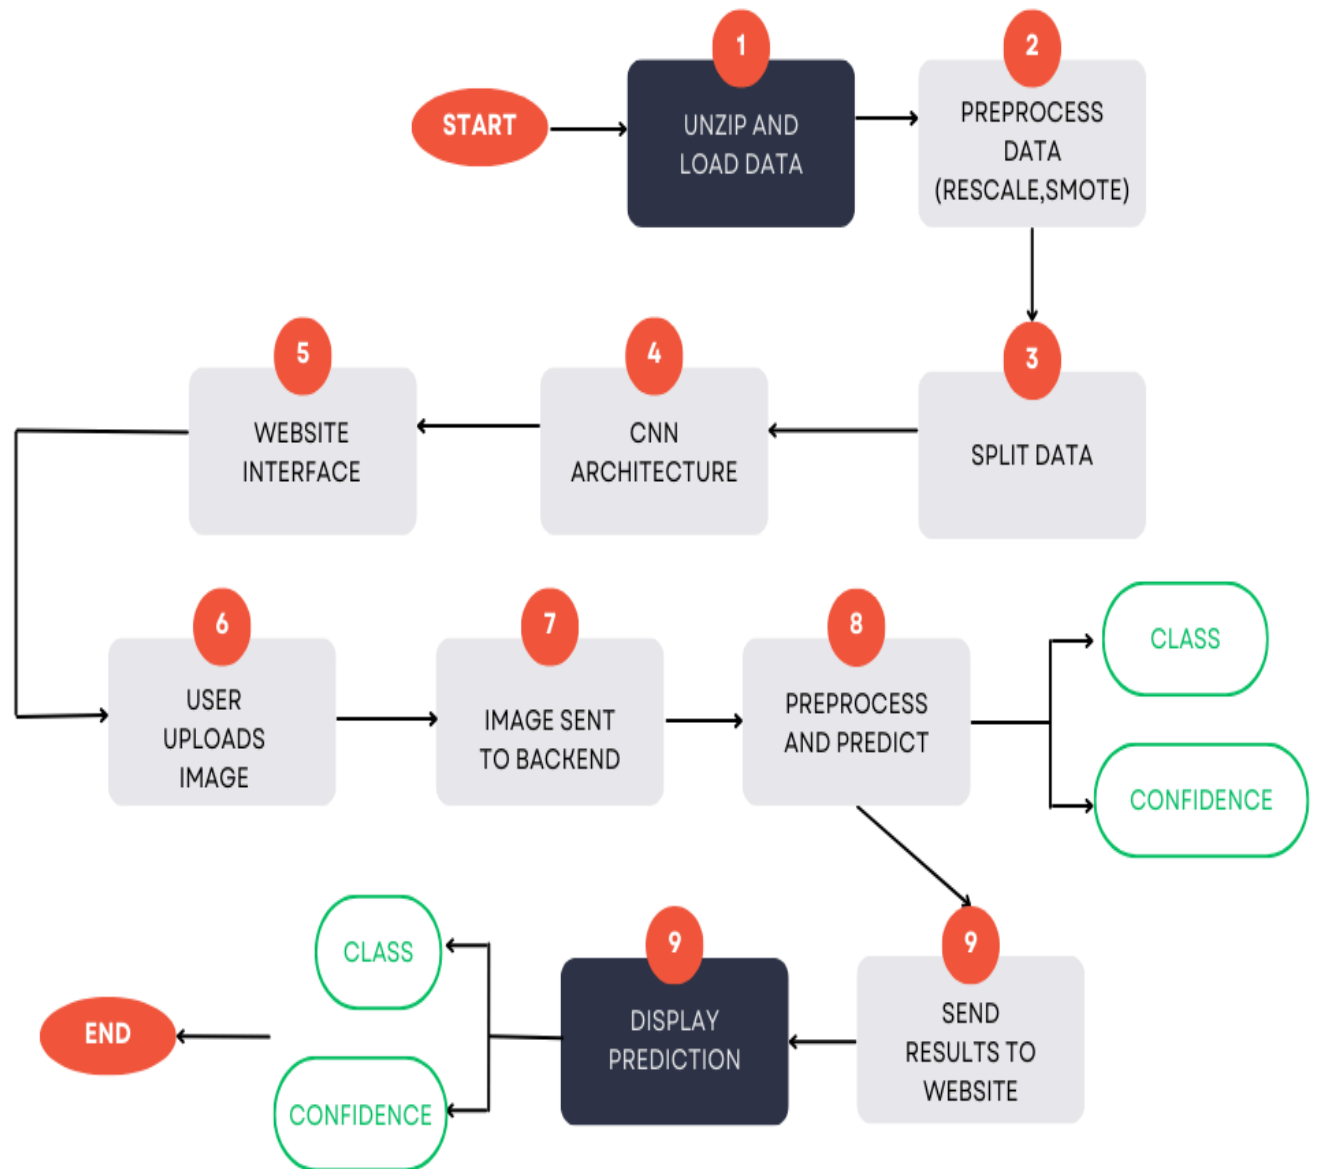 START
1
UNZIP AND
LOAD DATA
2
PREPROCESS
DATA
(RESCALE,SMOTE)
3
SPLIT DATA
4
CNN
ARCHITECTURE
5
WEBSITE
INTERFACE
6
USER
UPLOADS
IMAGE
7
IMAGE SENT
TO BACKEND
8
PREPROCESS
AND PREDICT
CLASS
CONFIDENCE
9
SEND
RESULTS TO
WEBSITE
9
DISPLAY
PREDICTION
CLASS
CONFIDENCE
END